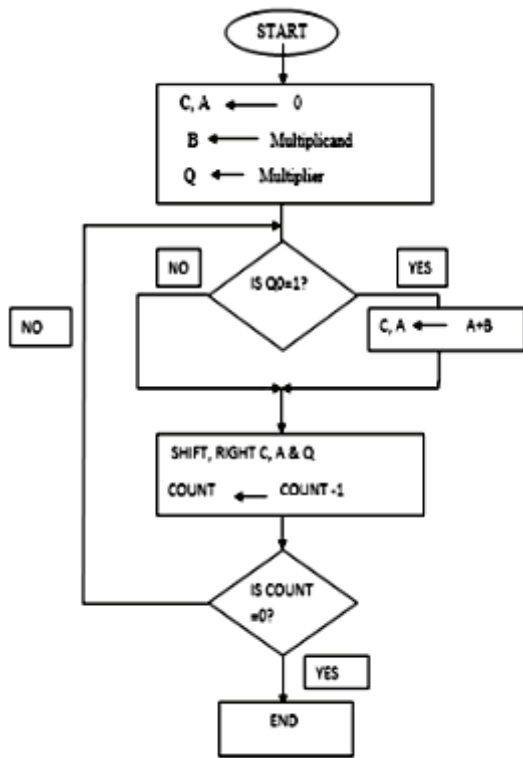 START
C, A ← 0
B ← Multiplicand
Q ← Multiplier
NO
IS Q0=1?
YES
NO
C, A ← A+B
SHIFT, RIGHT C, A & Q
COUNT ← COUNT -1
IS COUNT
=0?
YES
END